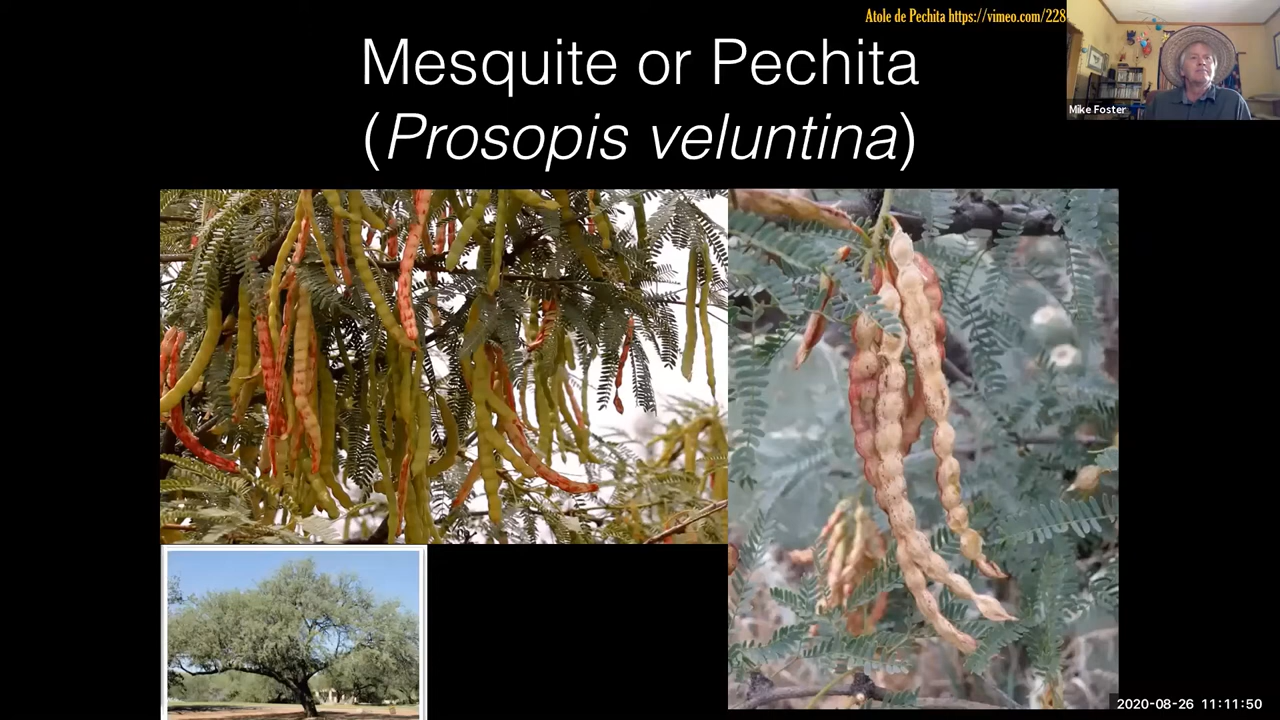 Atole de Pechita https://vimeo.com/228
Mesquite or Pechita
(Prosopis veluntina)
Mike Foster
2020-08-26 11:11:50